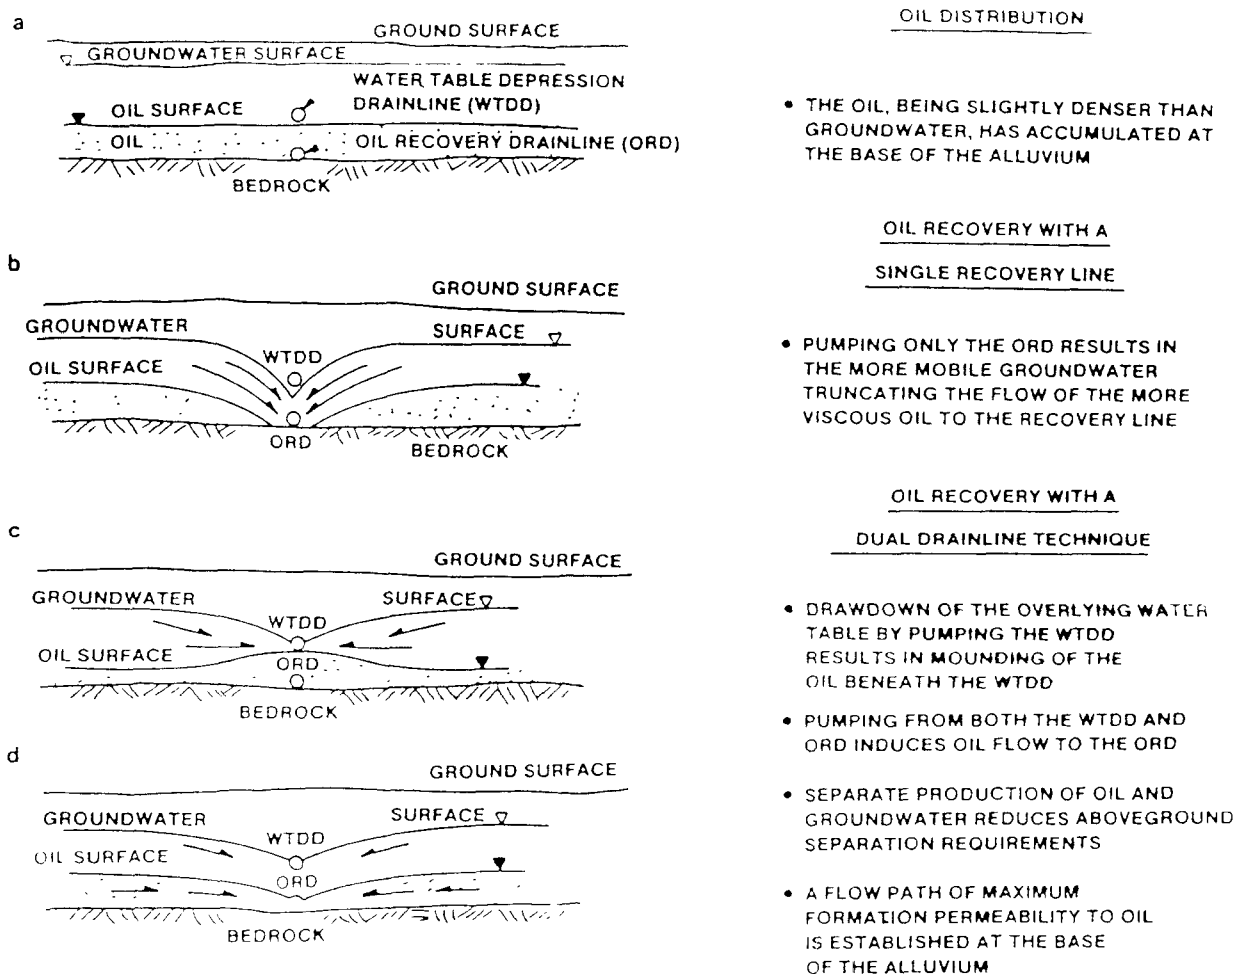 a
GROUND SURFACE
GROUNDWATER SURFACE
WATER TABLE DEPRESSION
DRAINLINE (WTDD)
OIL SURFACE
OIL
OIL RECOVERY DRAINLINE (ORD)
BEDROCK
b
GROUND SURFACE
GROUNDWATER
SURFACE
WTDD
OIL SURFACE
ORD
BEDROCK
c
GROUND SURFACE
GROUNDWATER
SURFACE
WTDD
OIL SURFACE
ORD
BEDROCK
d
GROUND SURFACE
GROUNDWATER
SURFACE
WTDD
OIL SURFACE
ORD
BEDROCK
OIL DISTRIBUTION
• THE OIL, BEING SLIGHTLY DENSER THAN
GROUNDWATER, HAS ACCUMULATED AT
THE BASE OF THE ALLUVIUM
OIL RECOVERY WITH A
SINGLE RECOVERY LINE
• PUMPING ONLY THE ORD RESULTS IN
THE MORE MOBILE GROUNDWATER
TRUNCATING THE FLOW OF THE MORE
VISCOUS OIL TO THE RECOVERY LINE
OIL RECOVERY WITH A
DUAL DRAINLINE TECHNIQUE
• DRAWDOWN OF THE OVERLYING WATER
TABLE BY PUMPING THE WTDD
RESULTS IN MOUNDING OF THE
OIL BENEATH THE WTDD
• PUMPING FROM BOTH THE WTDD AND
ORD INDUCES OIL FLOW TO THE ORD
• SEPARATE PRODUCTION OF OIL AND
GROUNDWATER REDUCES ABOVEGROUND
SEPARATION REQUIREMENTS
• A FLOW PATH OF MAXIMUM
FORMATION PERMEABILITY TO OIL
IS ESTABLISHED AT THE BASE
OF THE ALLUVIUM